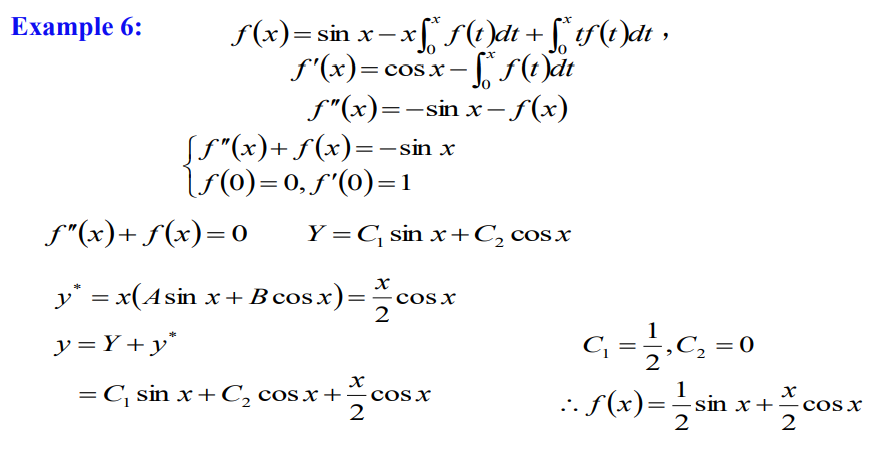 Example 6: f(x)=sin x−x∫₀ˣ f(t)dt+∫₀ˣ tf(t)dt ,
f′(x)=cos x−∫₀ˣ f(t)dt
f″(x)=−sin x−f(x)
{f″(x)+f(x)=−sin x
f(0)=0, f′(0)=1
f″(x)+f(x)=0 Y=C₁ sin x+C₂ cos x
y* =x(A sin x+B cos x)=x/2 cos x
y=Y+y* C₁=1/2, C₂=0
=C₁ sin x+C₂ cos x+x/2 cos x ∴ f(x)=1/2 sin x+x/2 cos x